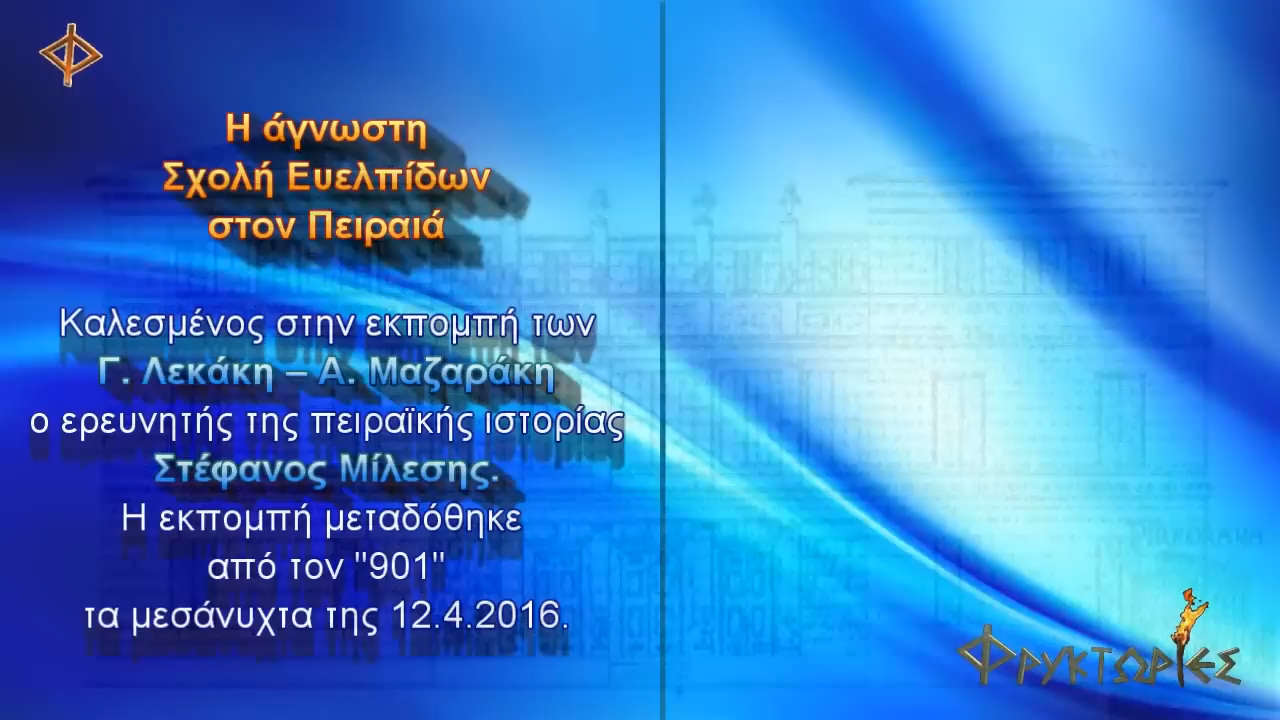 Η άγνωστη
Σχολή Ευελπίδων
στον Πειραιά
Καλεσμένος στην εκπομπή των
Γ. Λεκάκη – Α. Μαζαράκη
ο ερευνητής της πειραϊκής ιστορίας
Στέφανος Μίλεσης.
Η εκπομπή μεταδόθηκε
από τον "901"
τα μεσάνυχτα της 12.4.2016.
ΦΡΥΚΤΩΡΙΕΣ